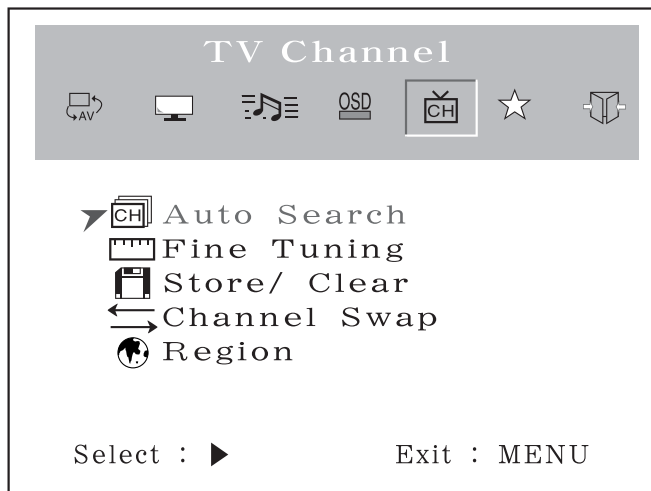 TV Channel
AV OSD CH
CH Auto Search
Fine Tuning
Store/ Clear
Channel Swap
Region
Select : ▶ Exit : MENU